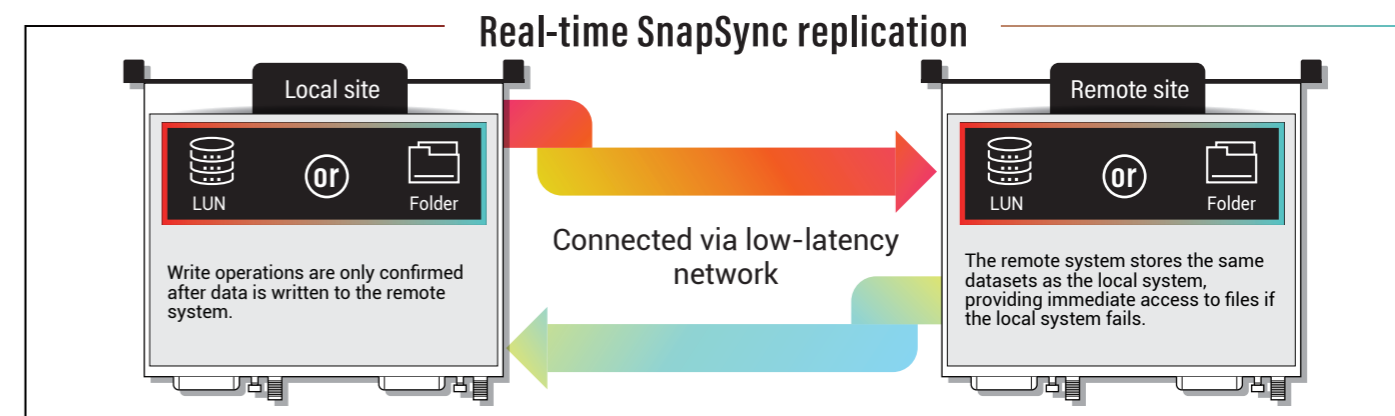 Real-time SnapSync replication
Local site
LUN
or
Folder
Write operations are only confirmed
after data is written to the remote
system.
Connected via low-latency
network
Remote site
LUN
or
Folder
The remote system stores the same
datasets as the local system,
providing immediate access to files if
the local system fails.